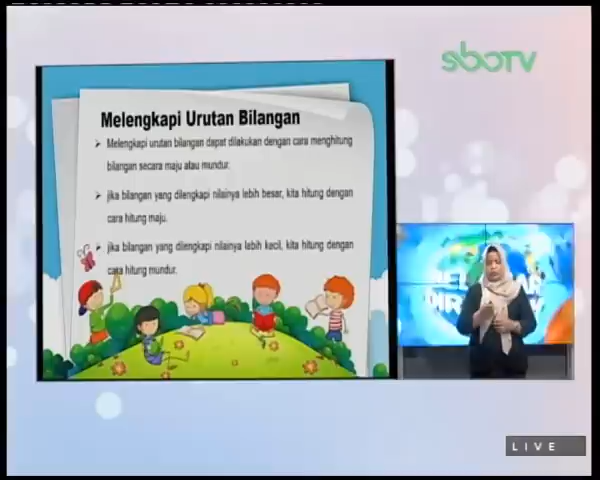 sboTV
Melengkapi Urutan Bilangan
➢ Melengkapi urutan bilangan dapat dilakukan dengan cara menghitung
bilangan secara maju atau mundur.
➢ jika bilangan yang dilengkapi nilainya lebih besar, kita hitung dengan
cara hitung maju.
➢ jika bilangan yang dilengkapi nilainya lebih kecil, kita hitung dengan
cara hitung mundur.
LIVE